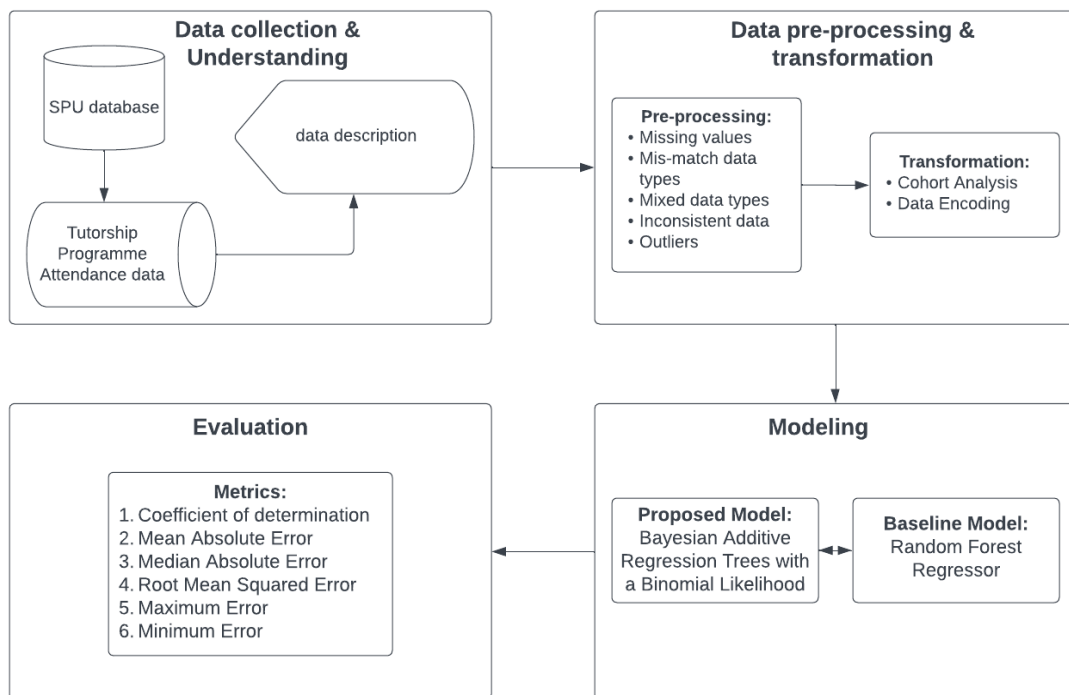 Data collection &
Understanding
SPU database
data description
Tutorship
Programme
Attendance data
Data pre-processing &
transformation
Pre-processing:
• Missing values
• Mis-match data
types
• Mixed data types
• Inconsistent data
• Outliers
Transformation:
• Cohort Analysis
• Data Encoding
Evaluation
Metrics:
1. Coefficient of determination
2. Mean Absolute Error
3. Median Absolute Error
4. Root Mean Squared Error
5. Maximum Error
6. Minimum Error
Modeling
Proposed Model:
Bayesian Additive
Regression Trees with
a Binomial Likelihood
Baseline Model:
Random Forest
Regressor